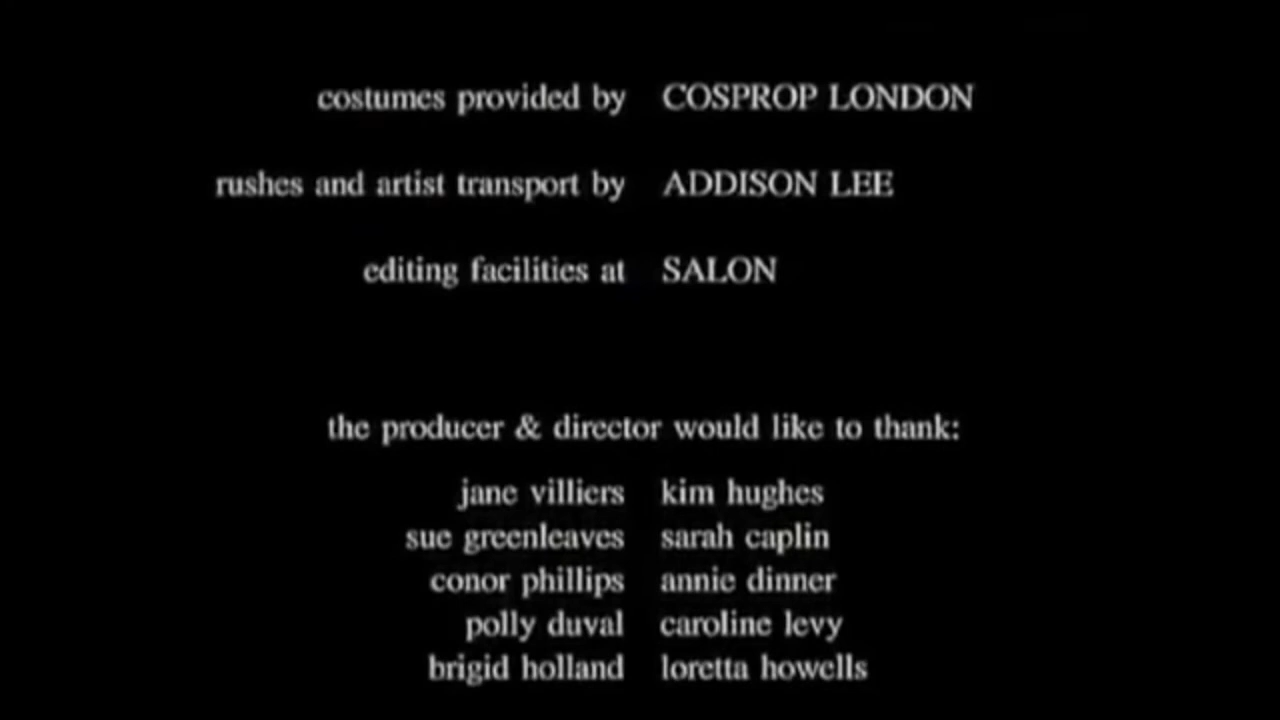 costumes provided by COSPROP LONDON
rushes and artist transport by ADDISON LEE
editing facilities at SALON
the producer & director would like to thank:
jane villiers kim hughes
sue greenleaves sarah caplin
conor phillips annie dinner
polly duval caroline levy
brigid holland loretta howells